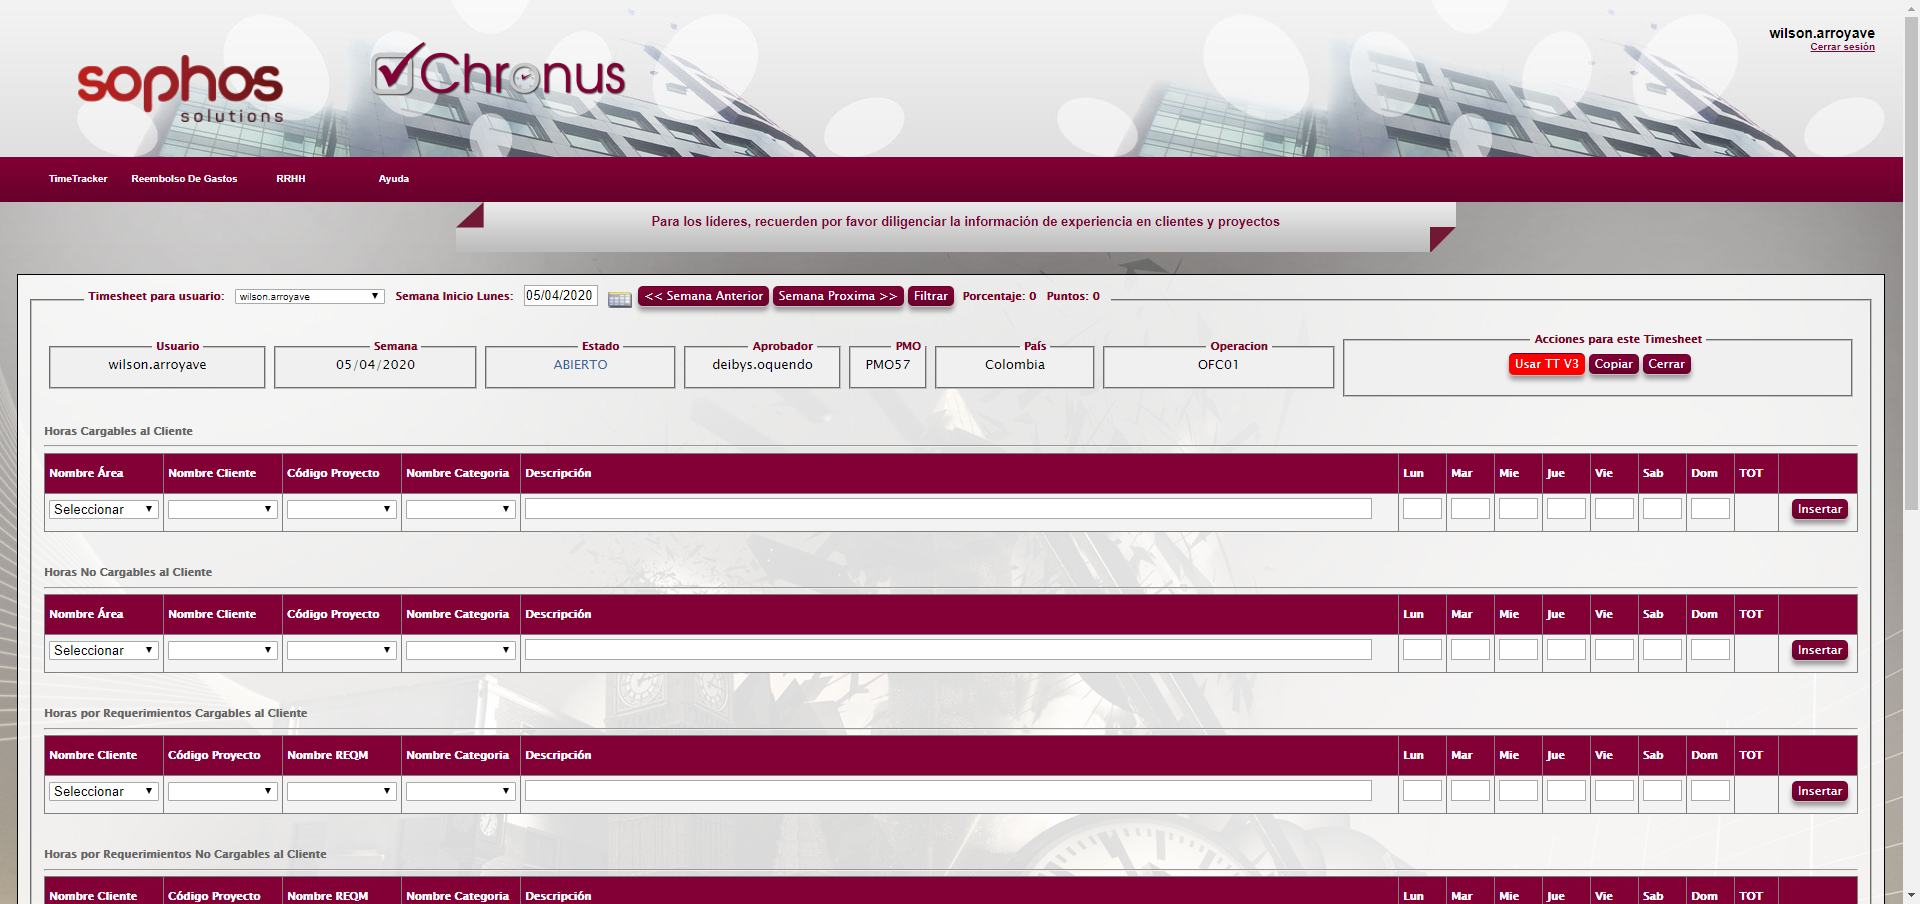 sophos
solutions
Chronus
wilson.arroyave
Cerrar sesión
TimeTracker Reembolso De Gastos RRHH Ayuda
Para los líderes, recuerden por favor diligenciar la información de experiencia en clientes y proyectos
Timesheet para usuario: wilson.arroyave Semana Inicio Lunes: 05/04/2020 << Semana Anterior Semana Proxima >> Filtrar Porcentaje: 0 Puntos: 0
Usuario Semana Estado Aprobador PMO País Operacion Acciones para este Timesheet
wilson.arroyave 05/04/2020 ABIERTO deibys.oquendo PMO57 Colombia OFC01 Usar TT V3 Copiar Cerrar
Horas Cargables al Cliente
Nombre Área Nombre Cliente Código Proyecto Nombre Categoria Descripción Lun Mar Mie Jue Vie Sab Dom TOT
Seleccionar Insertar
Horas No Cargables al Cliente
Nombre Área Nombre Cliente Código Proyecto Nombre Categoria Descripción Lun Mar Mie Jue Vie Sab Dom TOT
Seleccionar Insertar
Horas por Requerimientos Cargables al Cliente
Nombre Cliente Código Proyecto Nombre REQM Nombre Categoria Descripción Lun Mar Mie Jue Vie Sab Dom TOT
Seleccionar Insertar
Horas por Requerimientos No Cargables al Cliente
Nombre Cliente Código Proyecto Nombre REQM Nombre Categoria Descripción Lun Mar Mie Jue Vie Sab Dom TOT